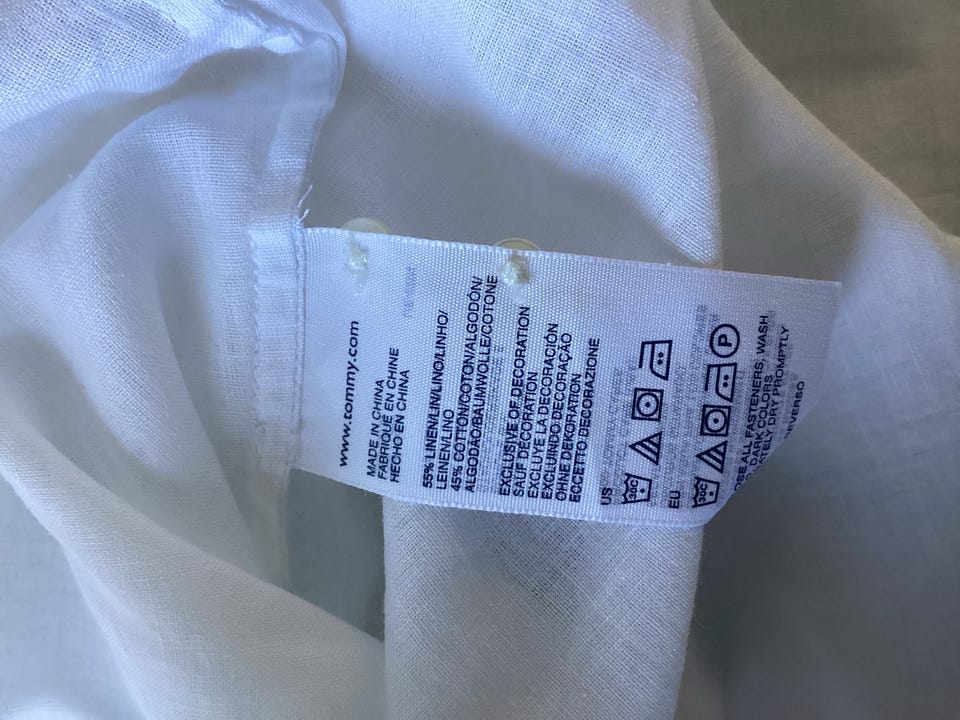 www.tommy.com
MADE IN CHINA
FABRIQUÉ EN CHINE
HECHO EN CHINA
55% LINEN/LIN/LINO/LINHO/
LEINEN/LINO
45% COTTON/COTON/ALGODÓN/
ALGODÃO/BAUMWOLLE/COTONE
EXCLUSIVE OF DECORATION
SAUF DÉCORATION
EXCLUYE LA DECORACIÓN
EXCLUINDO DECORAÇÃO
OHNE DEKORATION
ECCETTO DECORAZIONE
US
30C
EU
30C P
ALL FASTENERS, WASH
DARK COLORS
DRY PROMPTLY